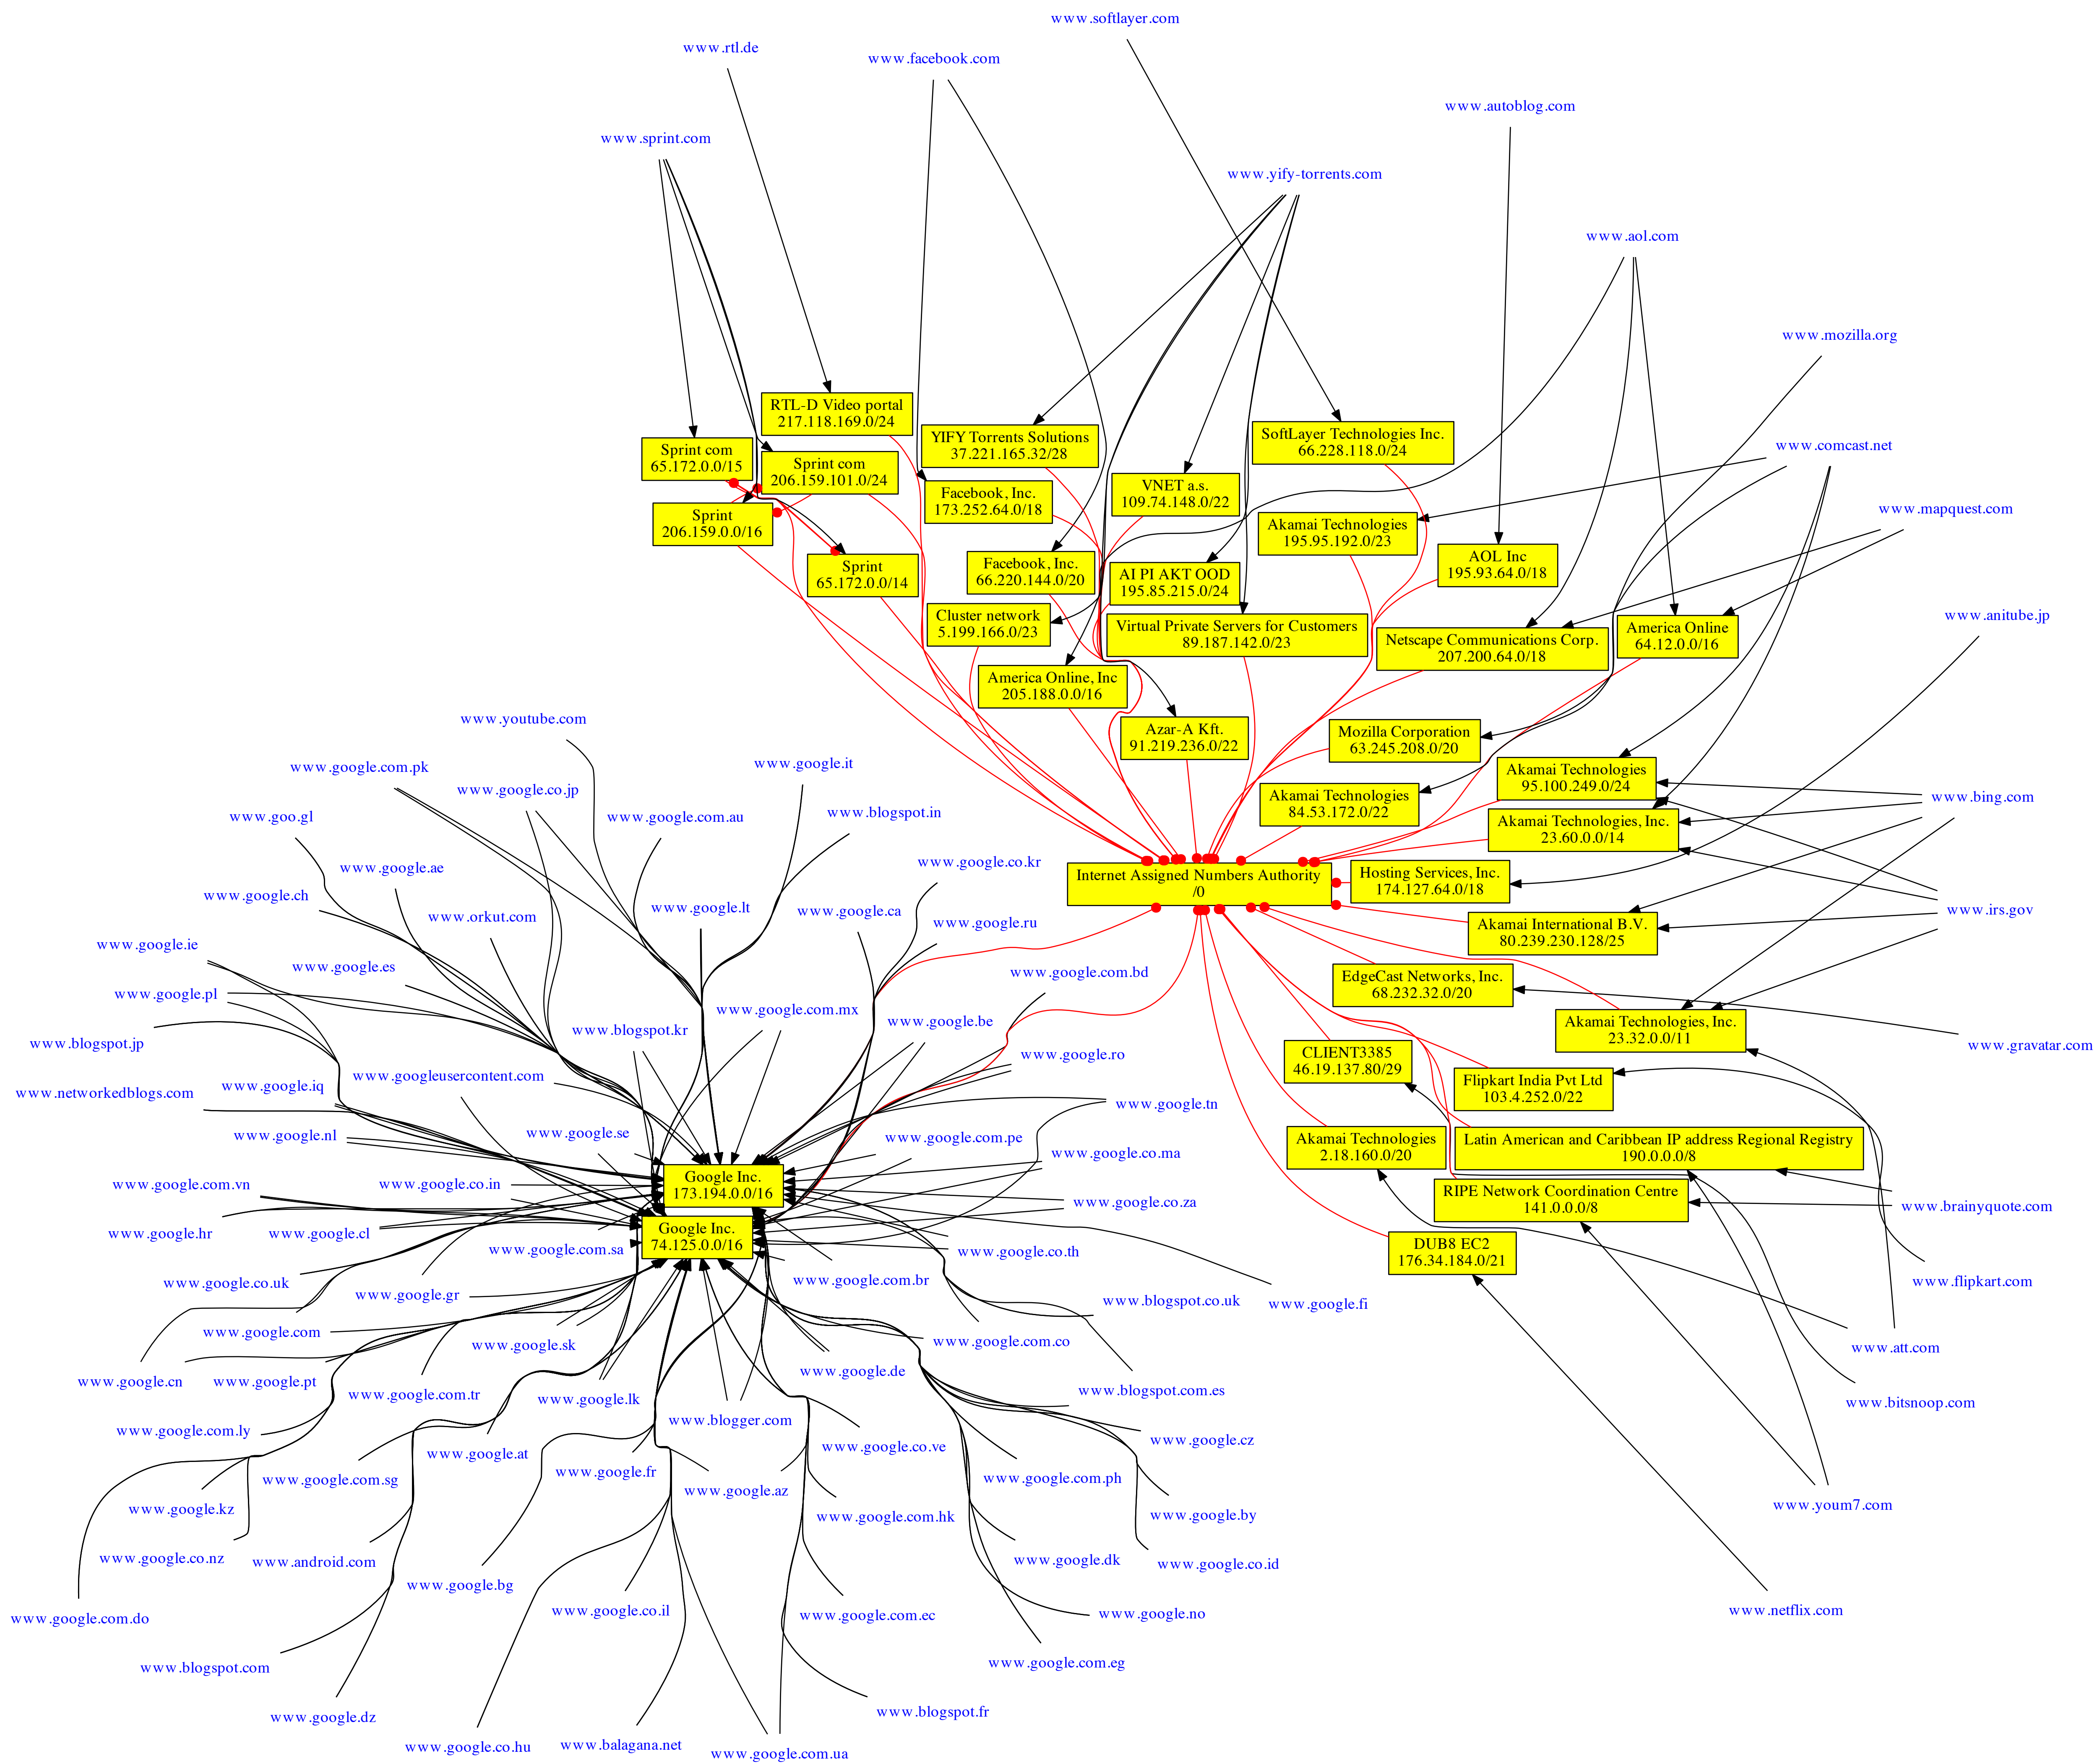 www.softlayer.com
www.rtl.de
www.facebook.com
www.autoblog.com
www.sprint.com
www.yify-torrents.com
www.aol.com
www.mozilla.org
RTL-D Video portal
217.118.169.0/24
YIFY Torrents Solutions
37.221.165.32/28
SoftLayer Technologies Inc.
66.228.118.0/24
www.comcast.net
Sprint com
65.172.0.0/15
Sprint com
206.159.101.0/24
Facebook, Inc.
173.252.64.0/18
VNET a.s.
109.74.148.0/22
www.mapquest.com
Sprint
206.159.0.0/16
Akamai Technologies
195.95.192.0/23
Sprint
65.172.0.0/14
Facebook, Inc.
66.220.144.0/20
AI PI AKT OOD
195.85.215.0/24
AOL Inc
195.93.64.0/18
Cluster network
5.199.166.0/23
Virtual Private Servers for Customers
89.187.142.0/23
Netscape Communications Corp.
207.200.64.0/18
America Online
64.12.0.0/16
www.anitube.jp
America Online, Inc
205.188.0.0/16
Azar-A Kft.
91.219.236.0/22
Mozilla Corporation
63.245.208.0/20
www.youtube.com
www.google.com.pk
www.google.it
www.google.co.jp
Akamai Technologies
95.100.249.0/24
Akamai Technologies
84.53.172.0/22
www.bing.com
www.goo.gl
www.google.com.au
www.blogspot.in
Akamai Technologies, Inc.
23.60.0.0/14
www.google.ae
www.google.co.kr
Internet Assigned Numbers Authority
/0
Hosting Services, Inc.
174.127.64.0/18
www.google.ch
www.orkut.com
www.google.lt
www.google.ca
www.google.ru
www.irs.gov
Akamai International B.V.
80.239.230.128/25
www.google.ie
www.google.es
www.google.com.bd
EdgeCast Networks, Inc.
68.232.32.0/20
www.google.pl
www.google.com.mx
www.google.be
www.blogspot.kr
www.blogspot.jp
Akamai Technologies, Inc.
23.32.0.0/11
www.gravatar.com
www.google.ro
CLIENT3385
46.19.137.80/29
www.googleusercontent.com
www.google.iq
www.networkedblogs.com
Flipkart India Pvt Ltd
103.4.252.0/22
www.google.tn
www.google.nl
www.google.se
www.google.com.pe
www.google.co.ma
Akamai Technologies
2.18.160.0/20
Latin American and Caribbean IP address Regional Registry
190.0.0.0/8
www.google.com.vn
www.google.co.in
Google Inc.
173.194.0.0/16
www.google.co.za
RIPE Network Coordination Centre
141.0.0.0/8
www.brainyquote.com
www.google.hr
www.google.cl
www.google.com.sa
Google Inc.
74.125.0.0/16
www.google.co.th
DUB8 EC2
176.34.184.0/21
www.google.co.uk
www.google.gr
www.google.com.br
www.blogspot.co.uk
www.google.fi
www.flipkart.com
www.google.com
www.google.sk
www.google.com.co
www.att.com
www.google.cn
www.google.pt
www.google.com.tr
www.google.lk
www.google.de
www.blogspot.com.es
www.bitsnoop.com
www.google.com.ly
www.google.at
www.blogger.com
www.google.co.ve
www.google.cz
www.google.com.sg
www.google.fr
www.google.az
www.google.com.ph
www.google.kz
www.google.com.hk
www.google.by
www.youm7.com
www.google.co.nz
www.android.com
www.google.bg
www.google.dk
www.google.co.id
www.google.com.do
www.google.co.il
www.google.com.ec
www.google.no
www.netflix.com
www.blogspot.com
www.google.com.eg
www.google.dz
www.blogspot.fr
www.google.co.hu
www.balagana.net
www.google.com.ua